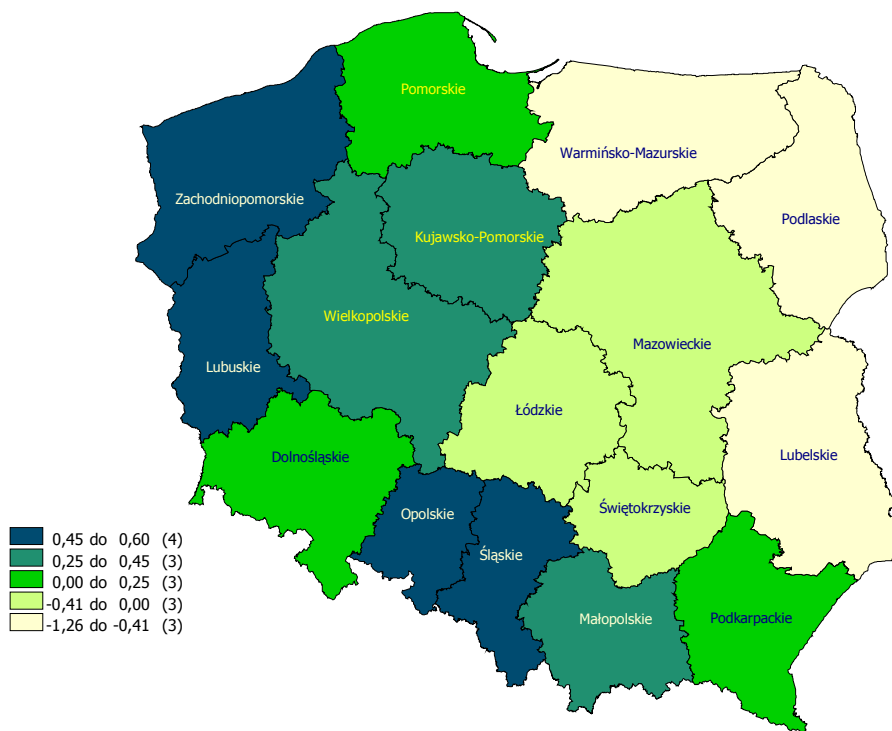 Pomorskie
Warmińsko-Mazurskie
Zachodniopomorskie
Podlaskie
Kujawsko-Pomorskie
Wielkopolskie
Mazowieckie
Lubuskie
Łódzkie
Dolnośląskie
Lubelskie
Opolskie
Świętokrzyskie
Śląskie
Małopolskie
Podkarpackie
0,45 do 0,60 (4)
0,25 do 0,45 (3)
0,00 do 0,25 (3)
-0,41 do 0,00 (3)
-1,26 do -0,41 (3)